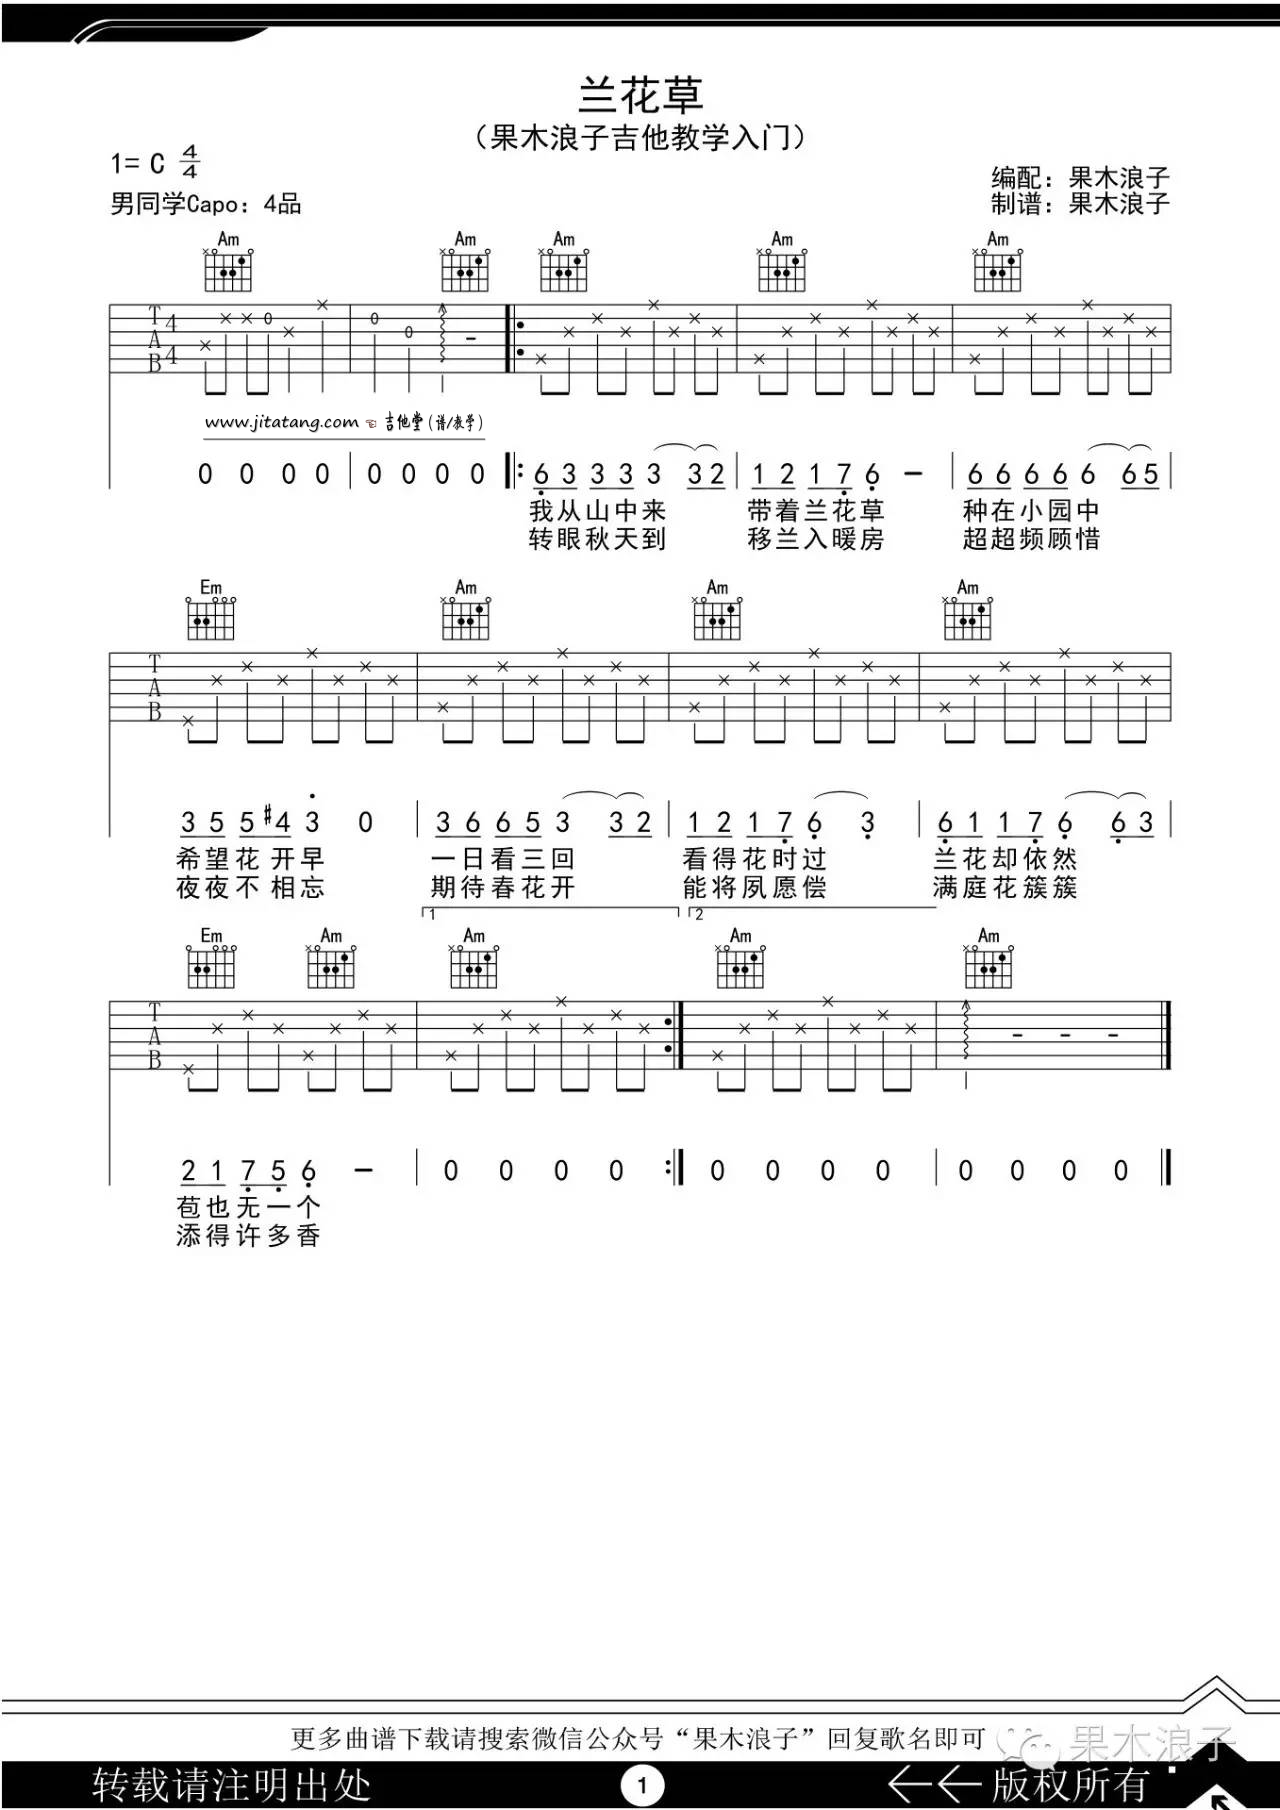 兰花草
（果木浪子吉他教学入门）
1= C 4/4
男同学Capo：4品
编配：果木浪子
制谱：果木浪子
Am Am Am Am Am
T A B 4 4
www.jitatang.com 吉他堂（谱/教学）
0 0 0 0 0 0 0 0 6 3 3 3 3 3 3 2 1 2 1 7 6 - 6 6 6 6 6 6 5
我从山中来 带着兰花草 种在小园中
转眼秋天到 移兰入暖房 超超频顾惜
Em Am Am Am
T A B
3 5 5 #4 3 0 3 6 6 5 3 3 2 1 2 1 7 6 3 6 1 1 7 6 6 3
希望花开早 一日看三回 看得花时过 兰花却依然
夜夜不相忘 期待春花开 能将夙愿偿 满庭花簇簇
1 2
Em Am Am Am Am
T A B
2 1 7 5 6 - 0 0 0 0 0 0 0 0 0 0 0 0
苞也无一个
添得许多香
更多曲谱下载请搜索微信公众号“果木浪子”回复歌名即可
果木浪子
转载请注明出处 1 版权所有